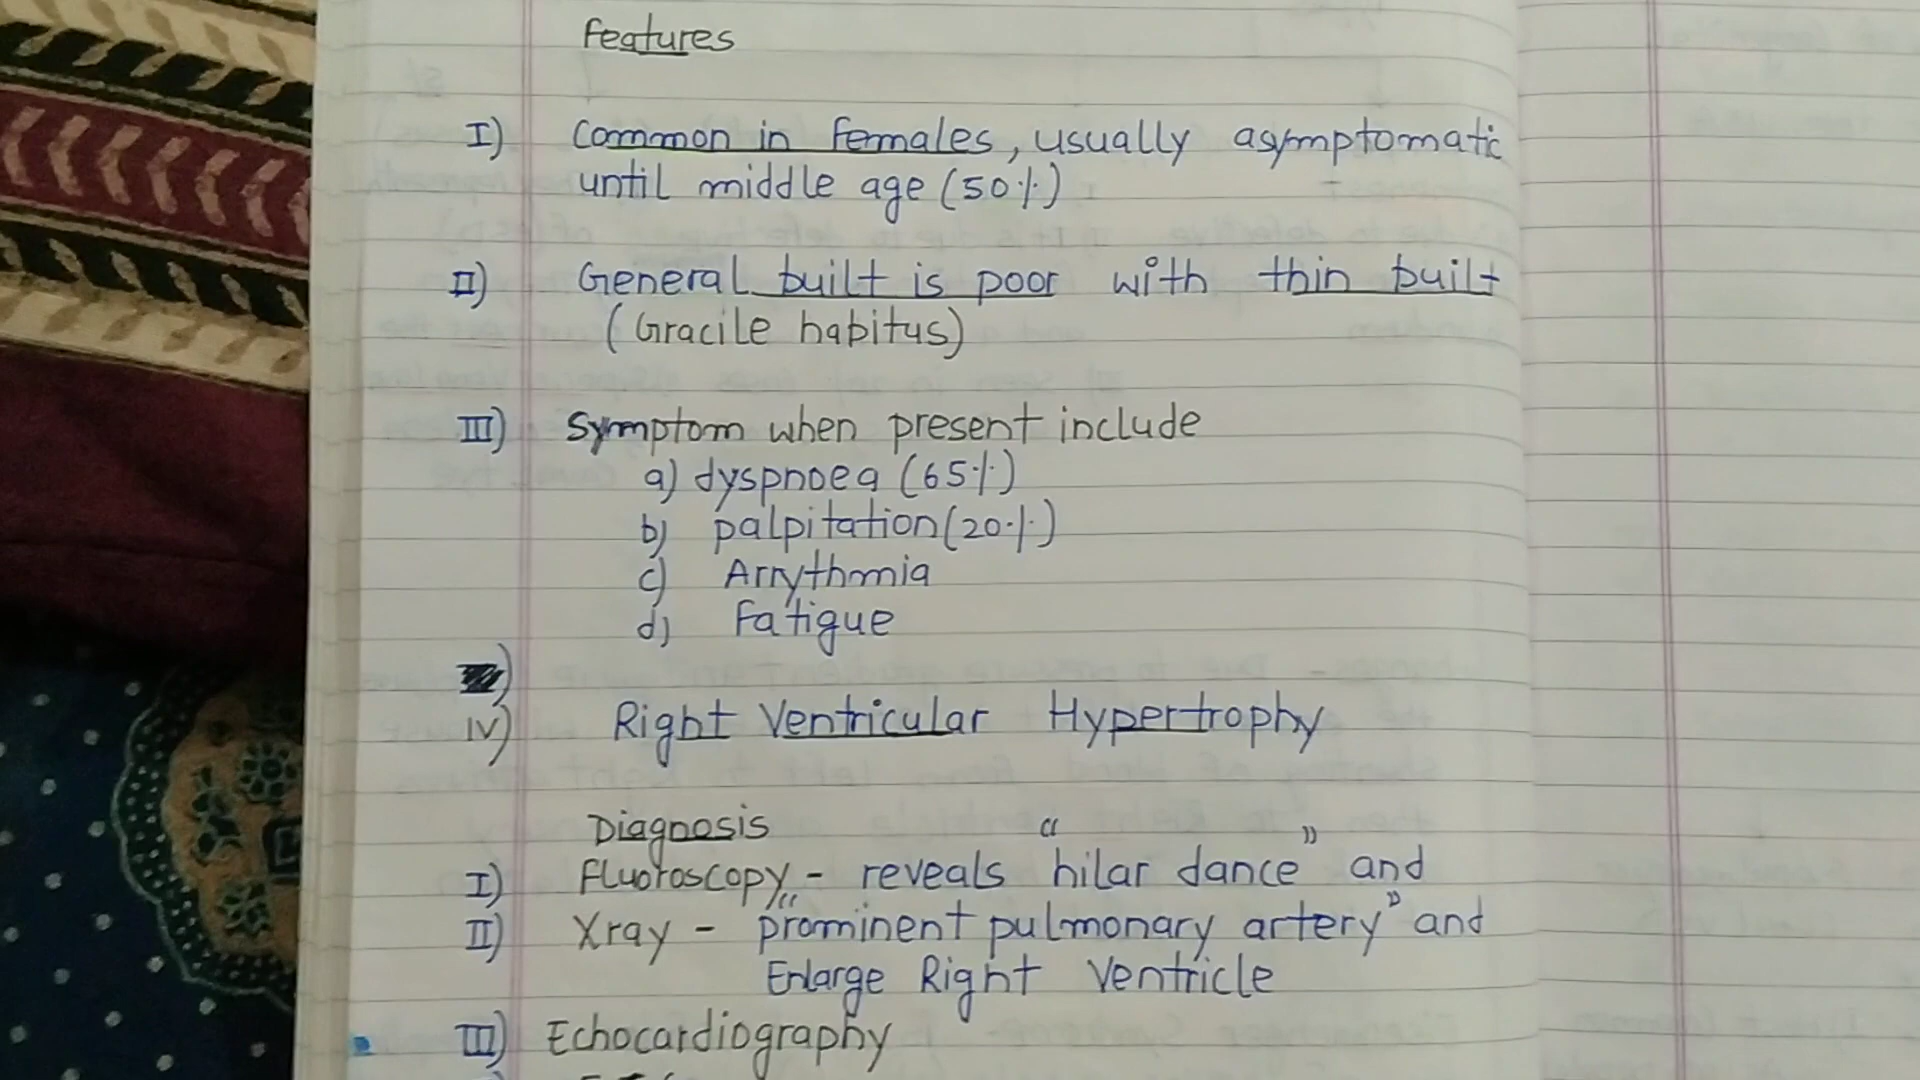 Features
I) Common in females, usually asymptomatic
until middle age (50%)
II) General built is poor with thin built
(Gracile habitus)
III) Symptom when present include
a) dyspnoea (65%)
b) palpitation (20%)
c) Arrythmia
d) Fatigue
IV) Right Ventricular Hypertrophy
Diagnosis
I) Fluoroscopy - reveals "hilar dance" and
II) Xray - "prominent pulmonary artery" and
Enlarge Right Ventricle
III) Echocardiography